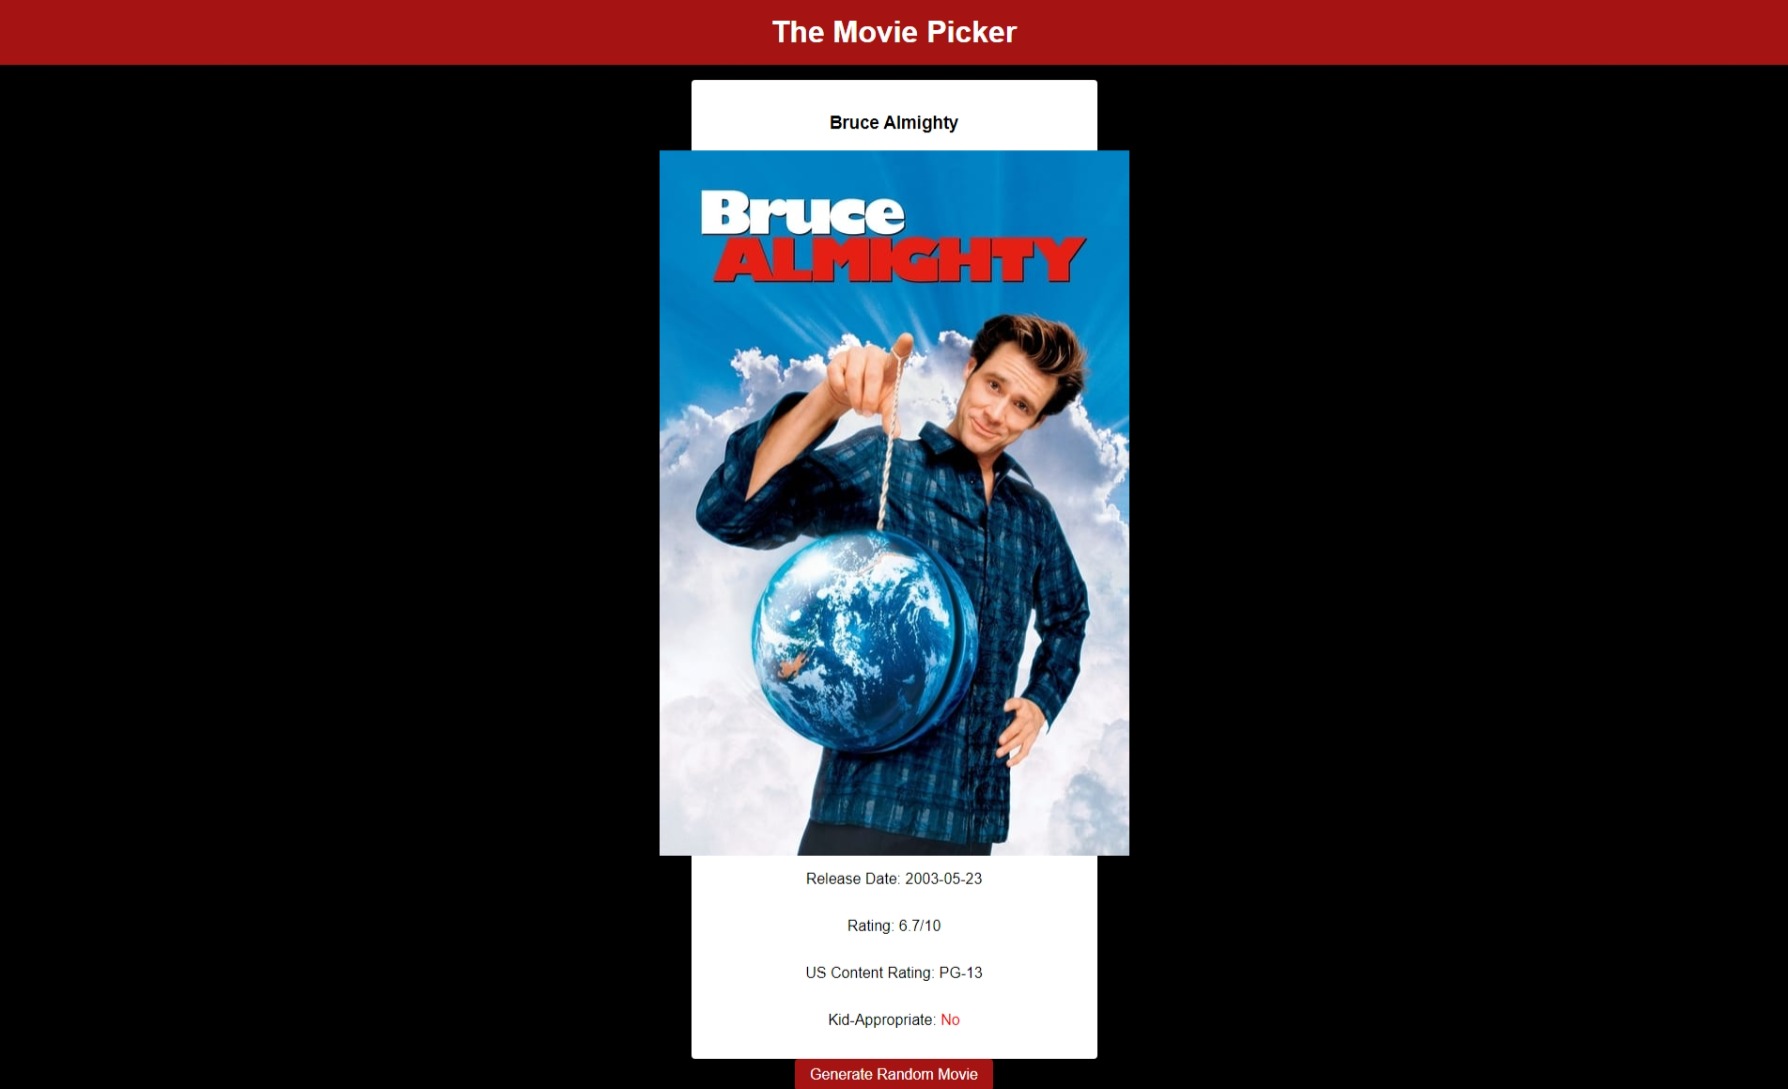 The Movie Picker
Bruce Almighty
Bruce
ALMIGHTY
Release Date: 2003-05-23
Rating: 6.7/10
US Content Rating: PG-13
Kid-Appropriate: No
Generate Random Movie